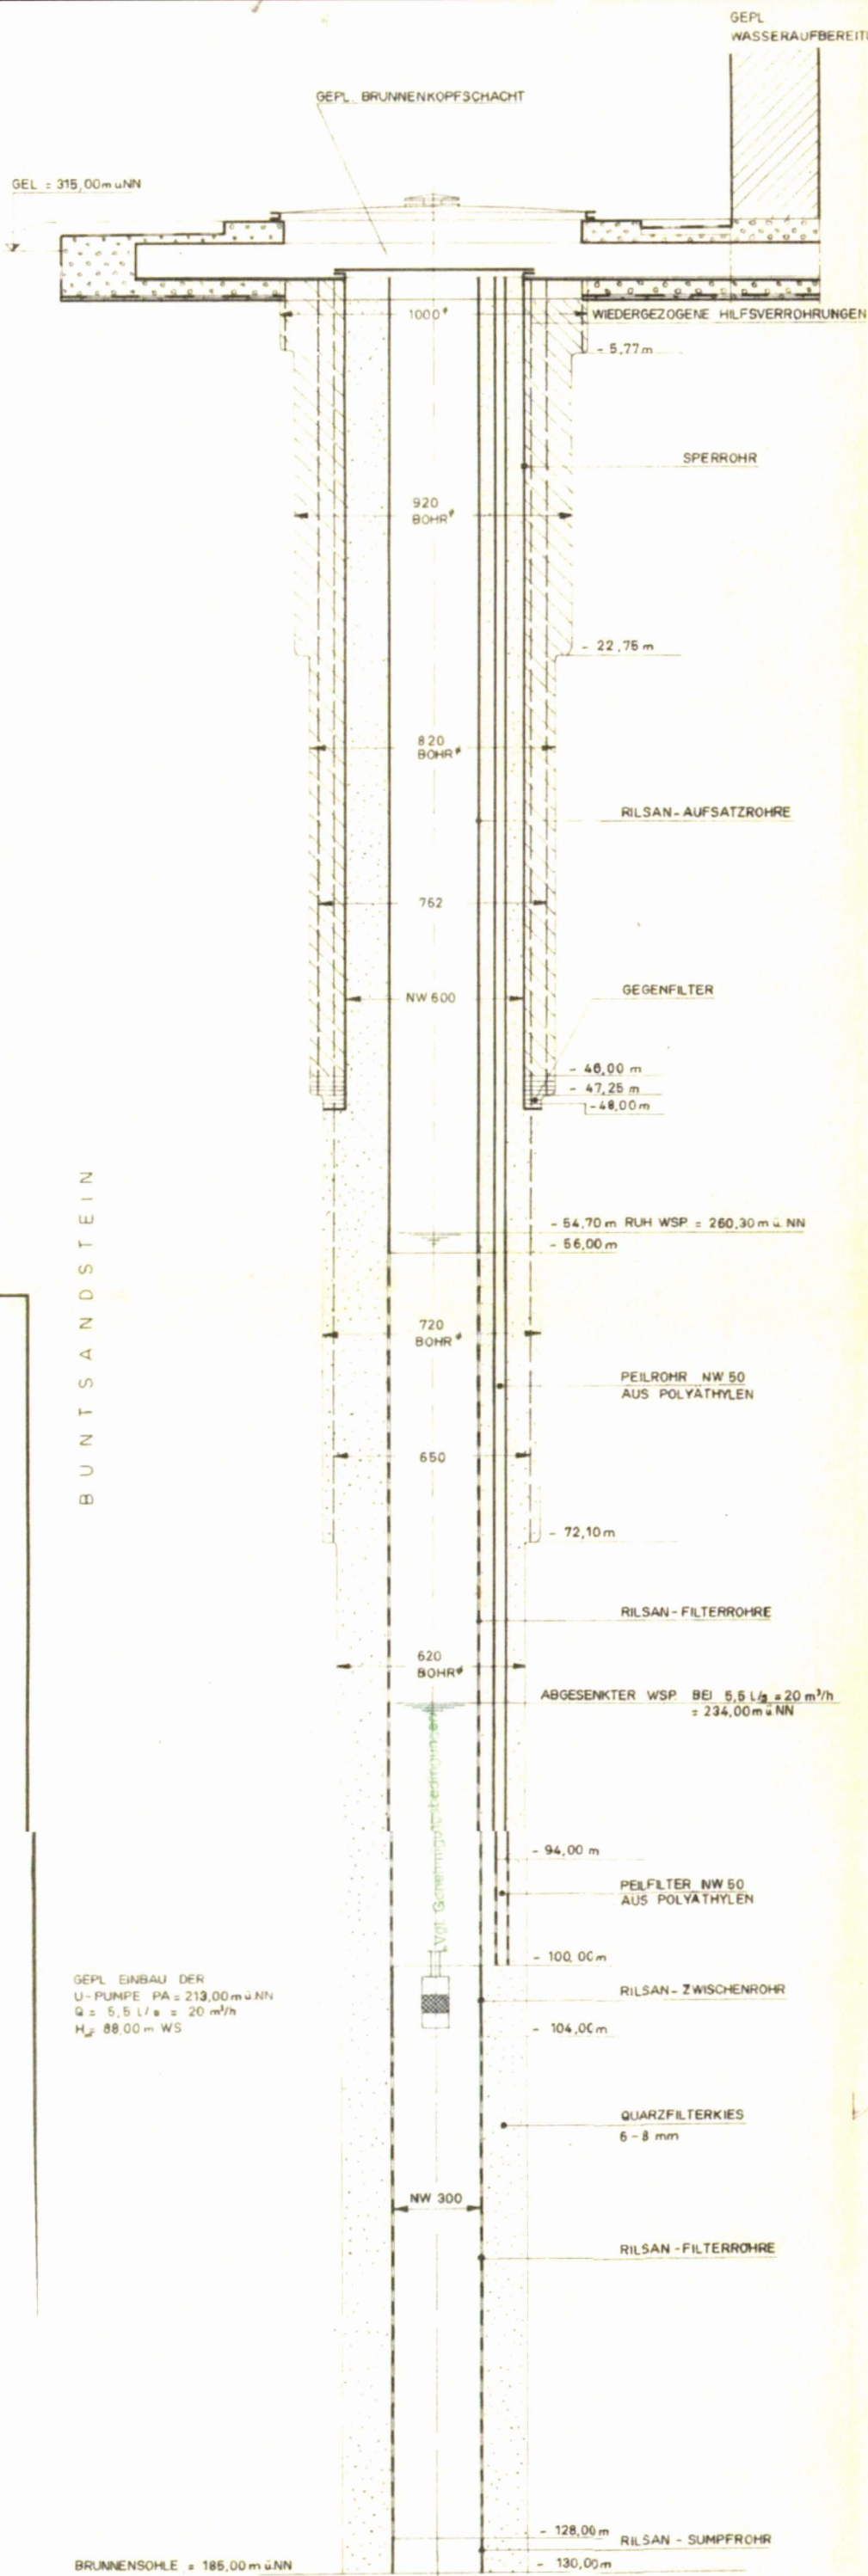 GEPL.
WASSERAUFBEREIT
GEPL. BRUNNENKOPFSCHACHT
GEL = 315,00 m ü.NN
1000 ø
WIEDERGEZOGENE HILFSVERROHRUNGEN
- 5,77 m
SPERROHR
920
BOHR ø
- 22,75 m
820
BOHR ø
RILSAN-AUFSATZROHRE
762
GEGENFILTER
NW 600
- 46,00 m
- 47,25 m
- 48,00 m
BUNTSANDSTEIN
- 54,70 m RUH WSP. = 260,30 m ü. NN
- 56,00 m
720
BOHR ø
PEILROHR NW 50
AUS POLYÄTHYLEN
650
- 72,10 m
RILSAN-FILTERROHRE
620
BOHR ø
ABGESENKTER WSP. BEI 5,5 l/s = 20 m³/h
= 234,00 m ü NN
Vgl. Genehmigungsbedingungen
- 94,00 m
PEILFILTER NW 50
AUS POLYÄTHYLEN
- 100,00 m
GEPL. EINBAU DER
U-PUMPE PA = 213,00 m ü.NN
Q = 5,5 l/s = 20 m³/h
88,00 m WS
RILSAN-ZWISCHENROHR
- 104,00 m
QUARZFILTERKIES
6-8 mm
NW 300
RILSAN-FILTERROHRE
- 128,00 m
RILSAN - SUMPFROHR
BRUNNENSOHLE = 185,00 m ü.NN
- 130,00 m